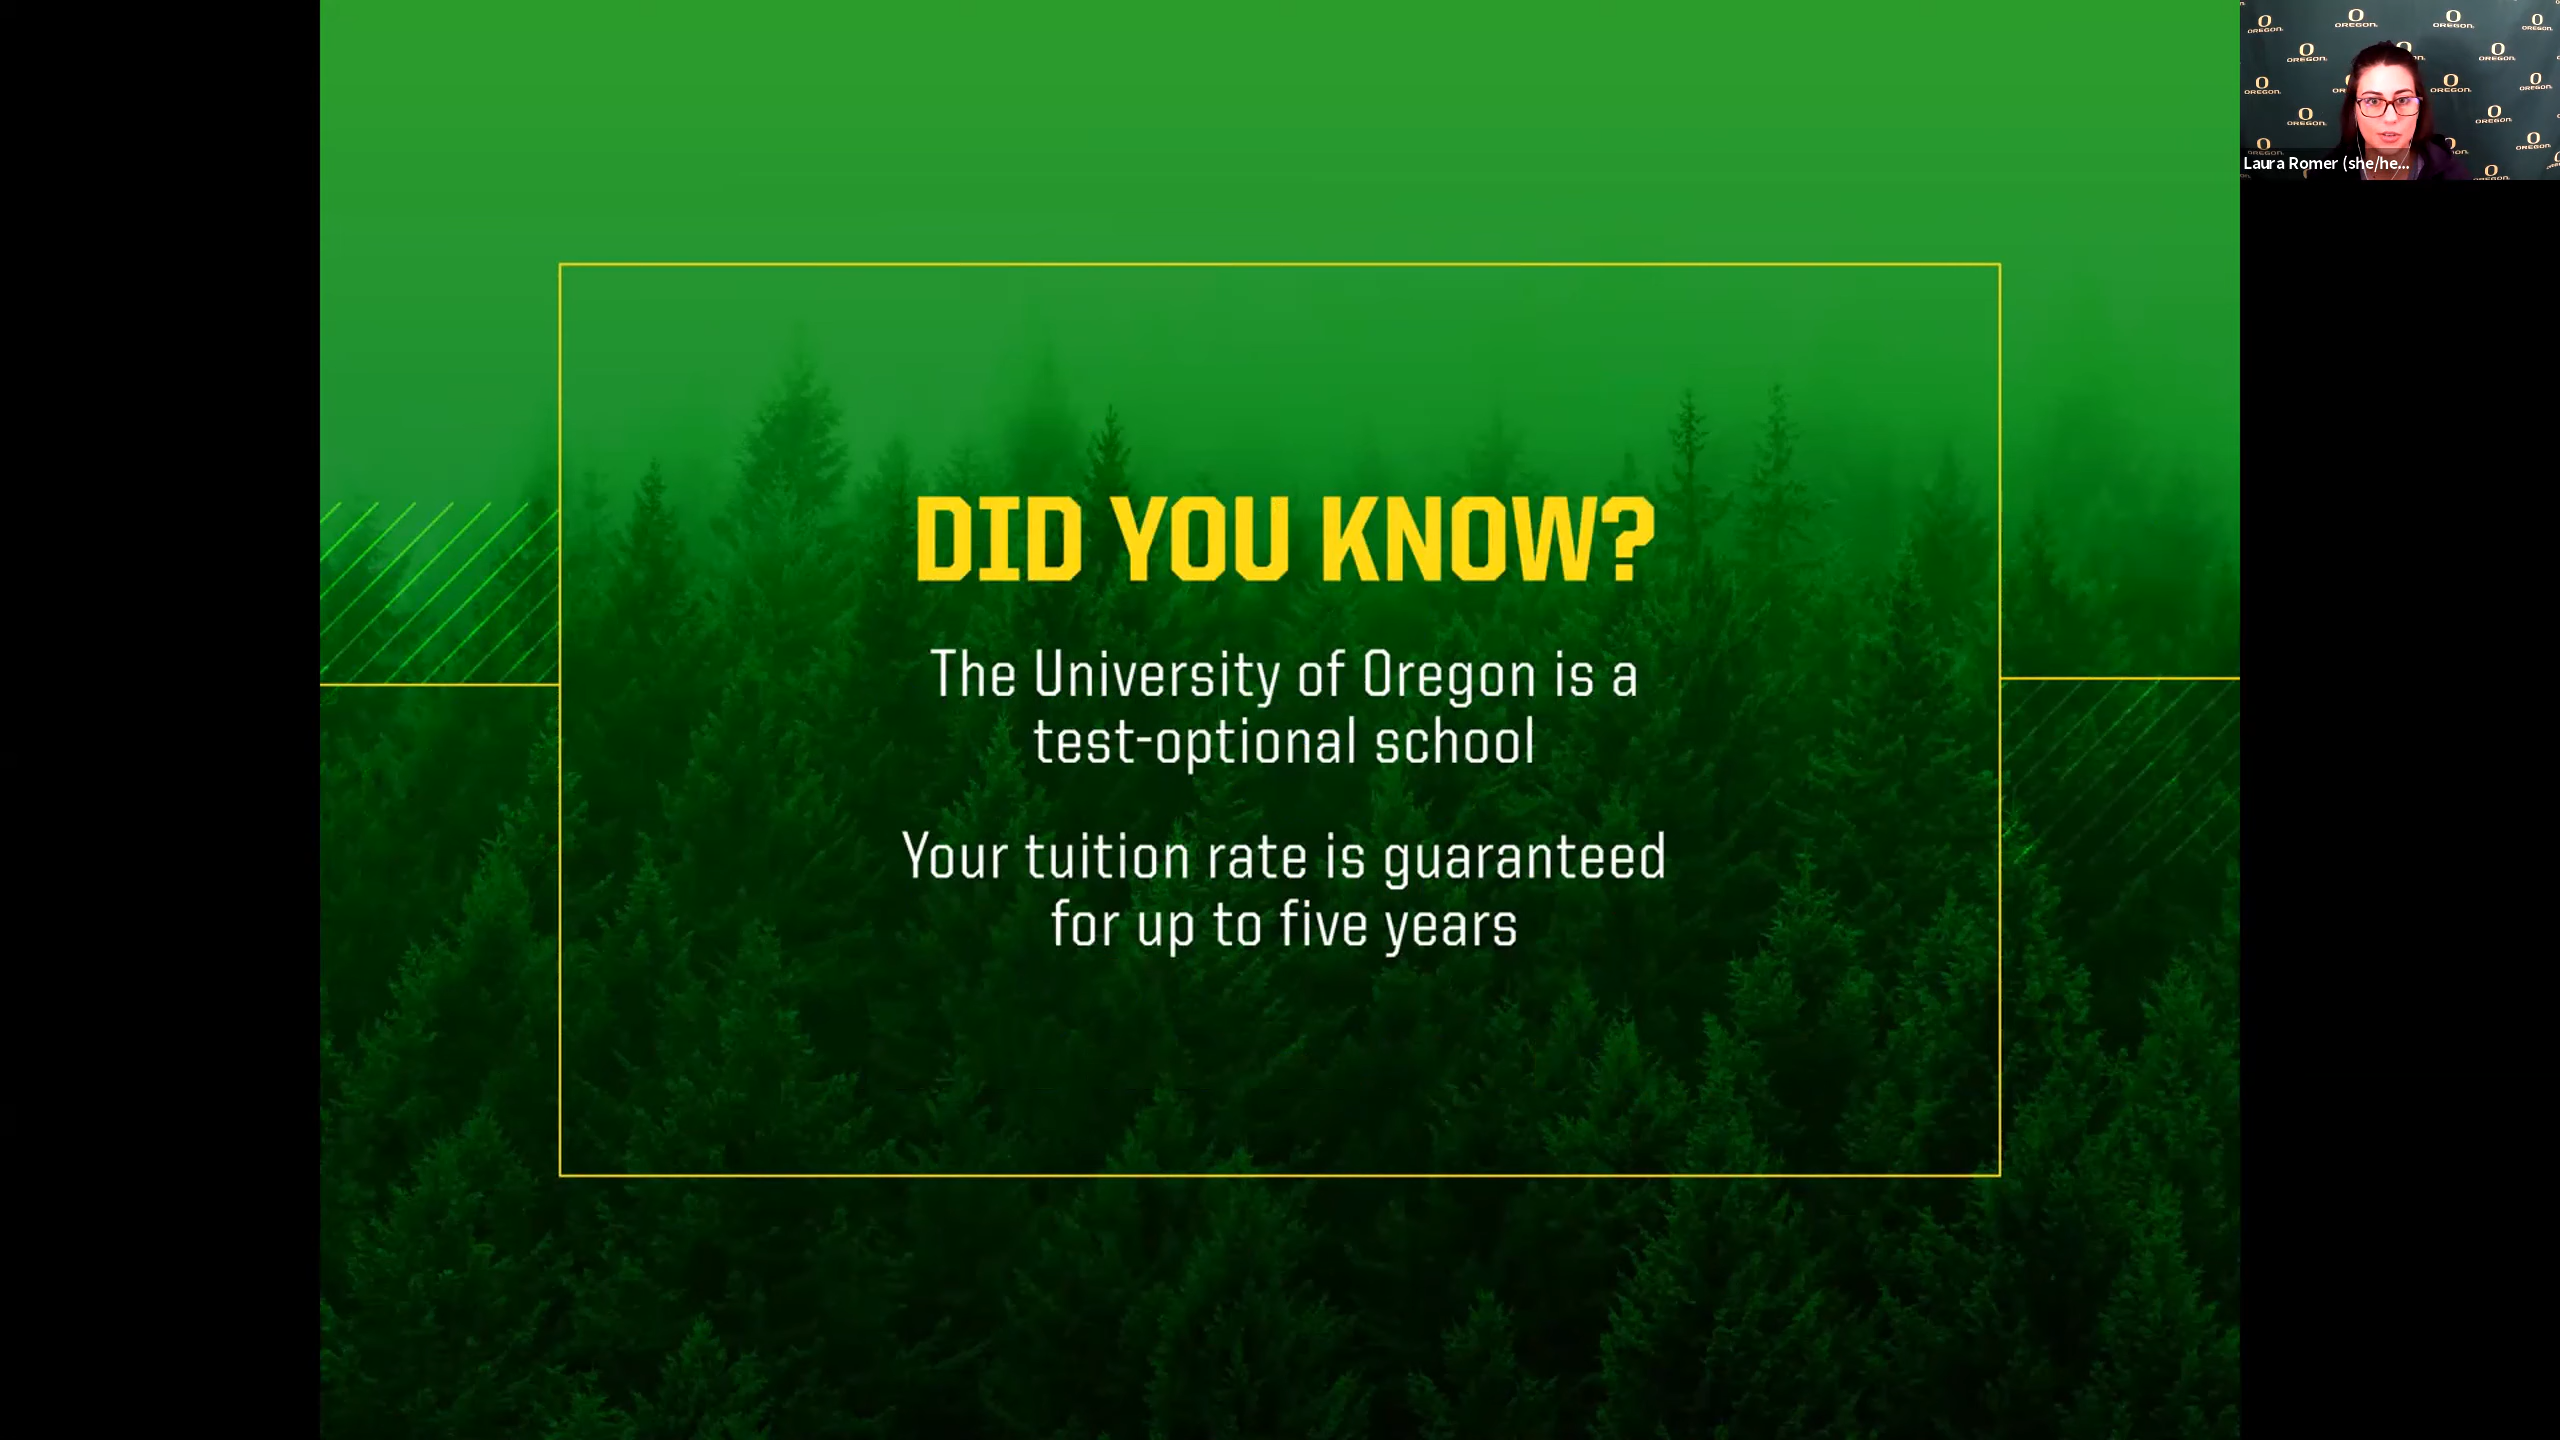 DID YOU KNOW?
The University of Oregon is a
test-optional school
Your tuition rate is guaranteed
for up to five years
O OREGON
Laura Romer (she/he...